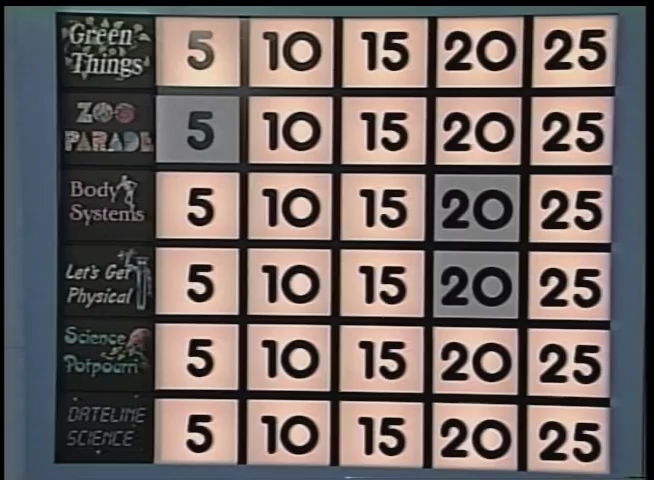 Green
Things
5 10 15 20 25
ZOO
PARADE
5 10 15 20 25
Body
Systems
5 10 15 20 25
Let's Get
Physical
5 10 15 20 25
Science
Potpourri
5 10 15 20 25
DATELINE
SCIENCE
5 10 15 20 25